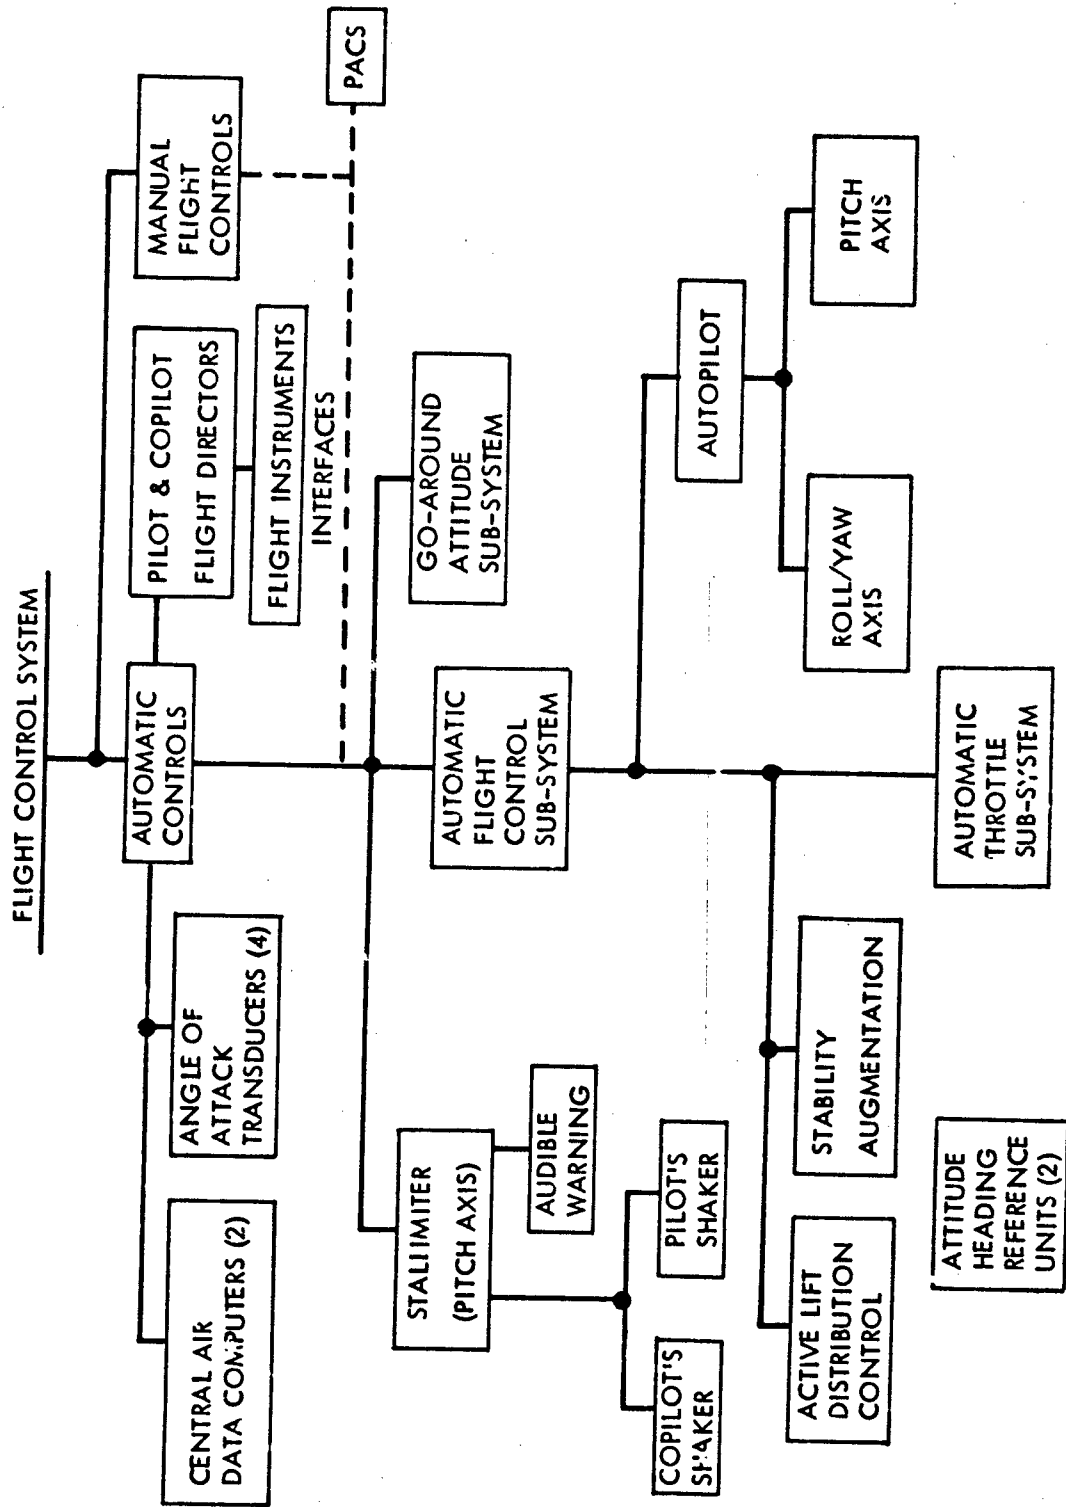 FLIGHT CONTROL SYSTEM
AUTOMATIC
CONTROLS
PILOT & COPILOT
FLIGHT DIRECTORS
FLIGHT INSTRUMENTS
INTERFACES
MANUAL
FLIGHT
CONTROLS
PACS
CENTRAL AIR
DATA COMPUTERS (2)
ANGLE OF
ATTACK
TRANSDUCERS (4)
STALLIMITER
(PITCH AXIS)
AUDIBLE
WARNING
COPILOT'S
SHAKER
PILOT'S
SHAKER
AUTOMATIC
FLIGHT
CONTROL
SUB-SYSTEM
GO-AROUND
ATTITUDE
SUB-SYSTEM
AUTOPILOT
ROLL/YAW
AXIS
PITCH
AXIS
ACTIVE LIFT
DISTRIBUTION
CONTROL
STABILITY
AUGMENTATION
ATTITUDE
HEADING
REFERENCE
UNITS (2)
AUTOMATIC
THROTTLE
SUB-SYSTEM